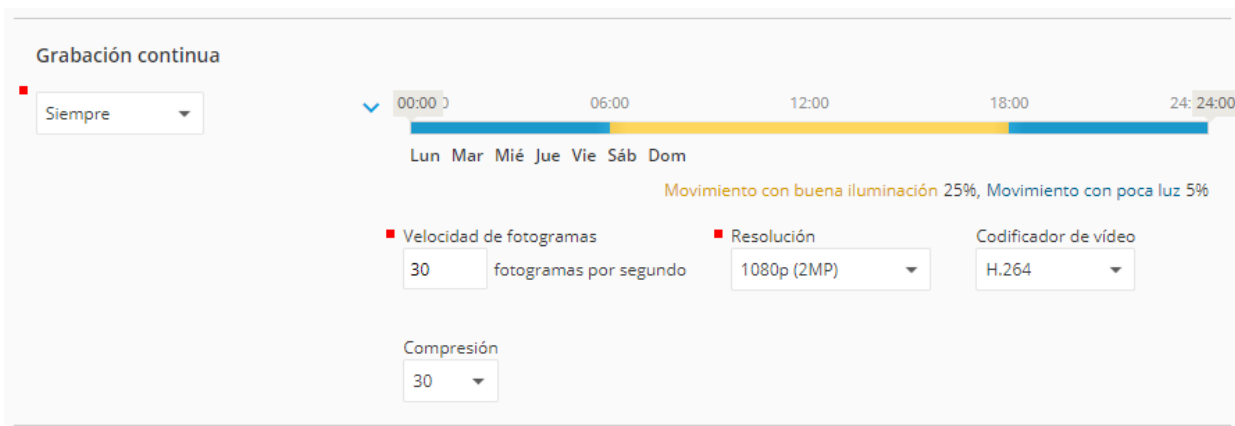 Grabación continua
Siempre
00:00 06:00 12:00 18:00 24: 24:00
Lun Mar Mié Jue Vie Sáb Dom
Movimiento con buena iluminación 25%, Movimiento con poca luz 5%
Velocidad de fotogramas Resolución Codificador de vídeo
30 fotogramas por segundo 1080p (2MP) H.264
Compresión
30